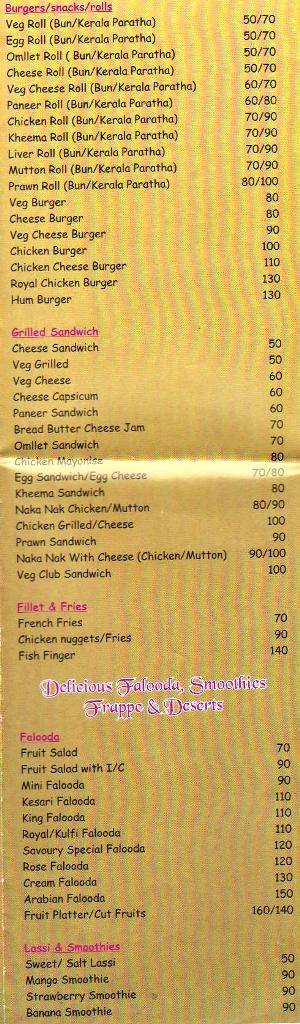 Burgers/snacks/rolls
Veg Roll (Bun/Kerala Paratha) 50/70
Egg Roll (Bun/Kerala Paratha) 50/70
Omllet Roll ( Bun/Kerala Paratha) 50/70
Cheese Roll (Bun/Kerala Paratha) 50/70
Veg Cheese Roll (Bun/Kerala Paratha) 60/70
Paneer Roll (Bun/Kerala Paratha) 60/80
Chicken Roll (Bun/Kerala Paratha) 70/90
Kheema Roll (Bun/Kerala Paratha) 70/90
Liver Roll (Bun/Kerala Paratha) 70/90
Mutton Roll (Bun/Kerala Paratha) 70/90
Prawn Roll (Bun/Kerala Paratha) 80/100
Veg Burger 80
Cheese Burger 80
Veg Cheese Burger 90
Chicken Burger 100
Chicken Cheese Burger 110
Royal Chicken Burger 130
Hum Burger 130
Grilled Sandwich
Cheese Sandwich 50
Veg Grilled 50
Veg Cheese 60
Cheese Capsicum 60
Paneer Sandwich 60
Bread Butter Cheese Jam 70
Omllet Sandwich 70
Chicken Mayonise 80
Egg Sandwich/Egg Cheese 70/80
Kheema Sandwich 80
Naka Nak Chicken/Mutton 80/90
Chicken Grilled/Cheese 100
Prawn Sandwich 90
Naka Nak With Cheese (Chicken/Mutton) 90/100
Veg Club Sandwich 100
Fillet & Fries
French Fries 70
Chicken nuggets/Fries 90
Fish Finger 140
Delicious Falooda, Smoothies
Frappe & Deserts
Falooda
Fruit Salad 70
Fruit Salad with I/C 90
Mini Falooda 90
Kesari Falooda 110
King Falooda 110
Royal/Kulfi Falooda 110
Savoury Special Falooda 120
Rose Falooda 120
Cream Falooda 130
Arabian Falooda 150
Fruit Platter/Cut Fruits 160/140
Lassi & Smoothies
Sweet/ Salt Lassi 50
Mango Smoothie 90
Strawberry Smoothie 90
Banana Smoothie 90